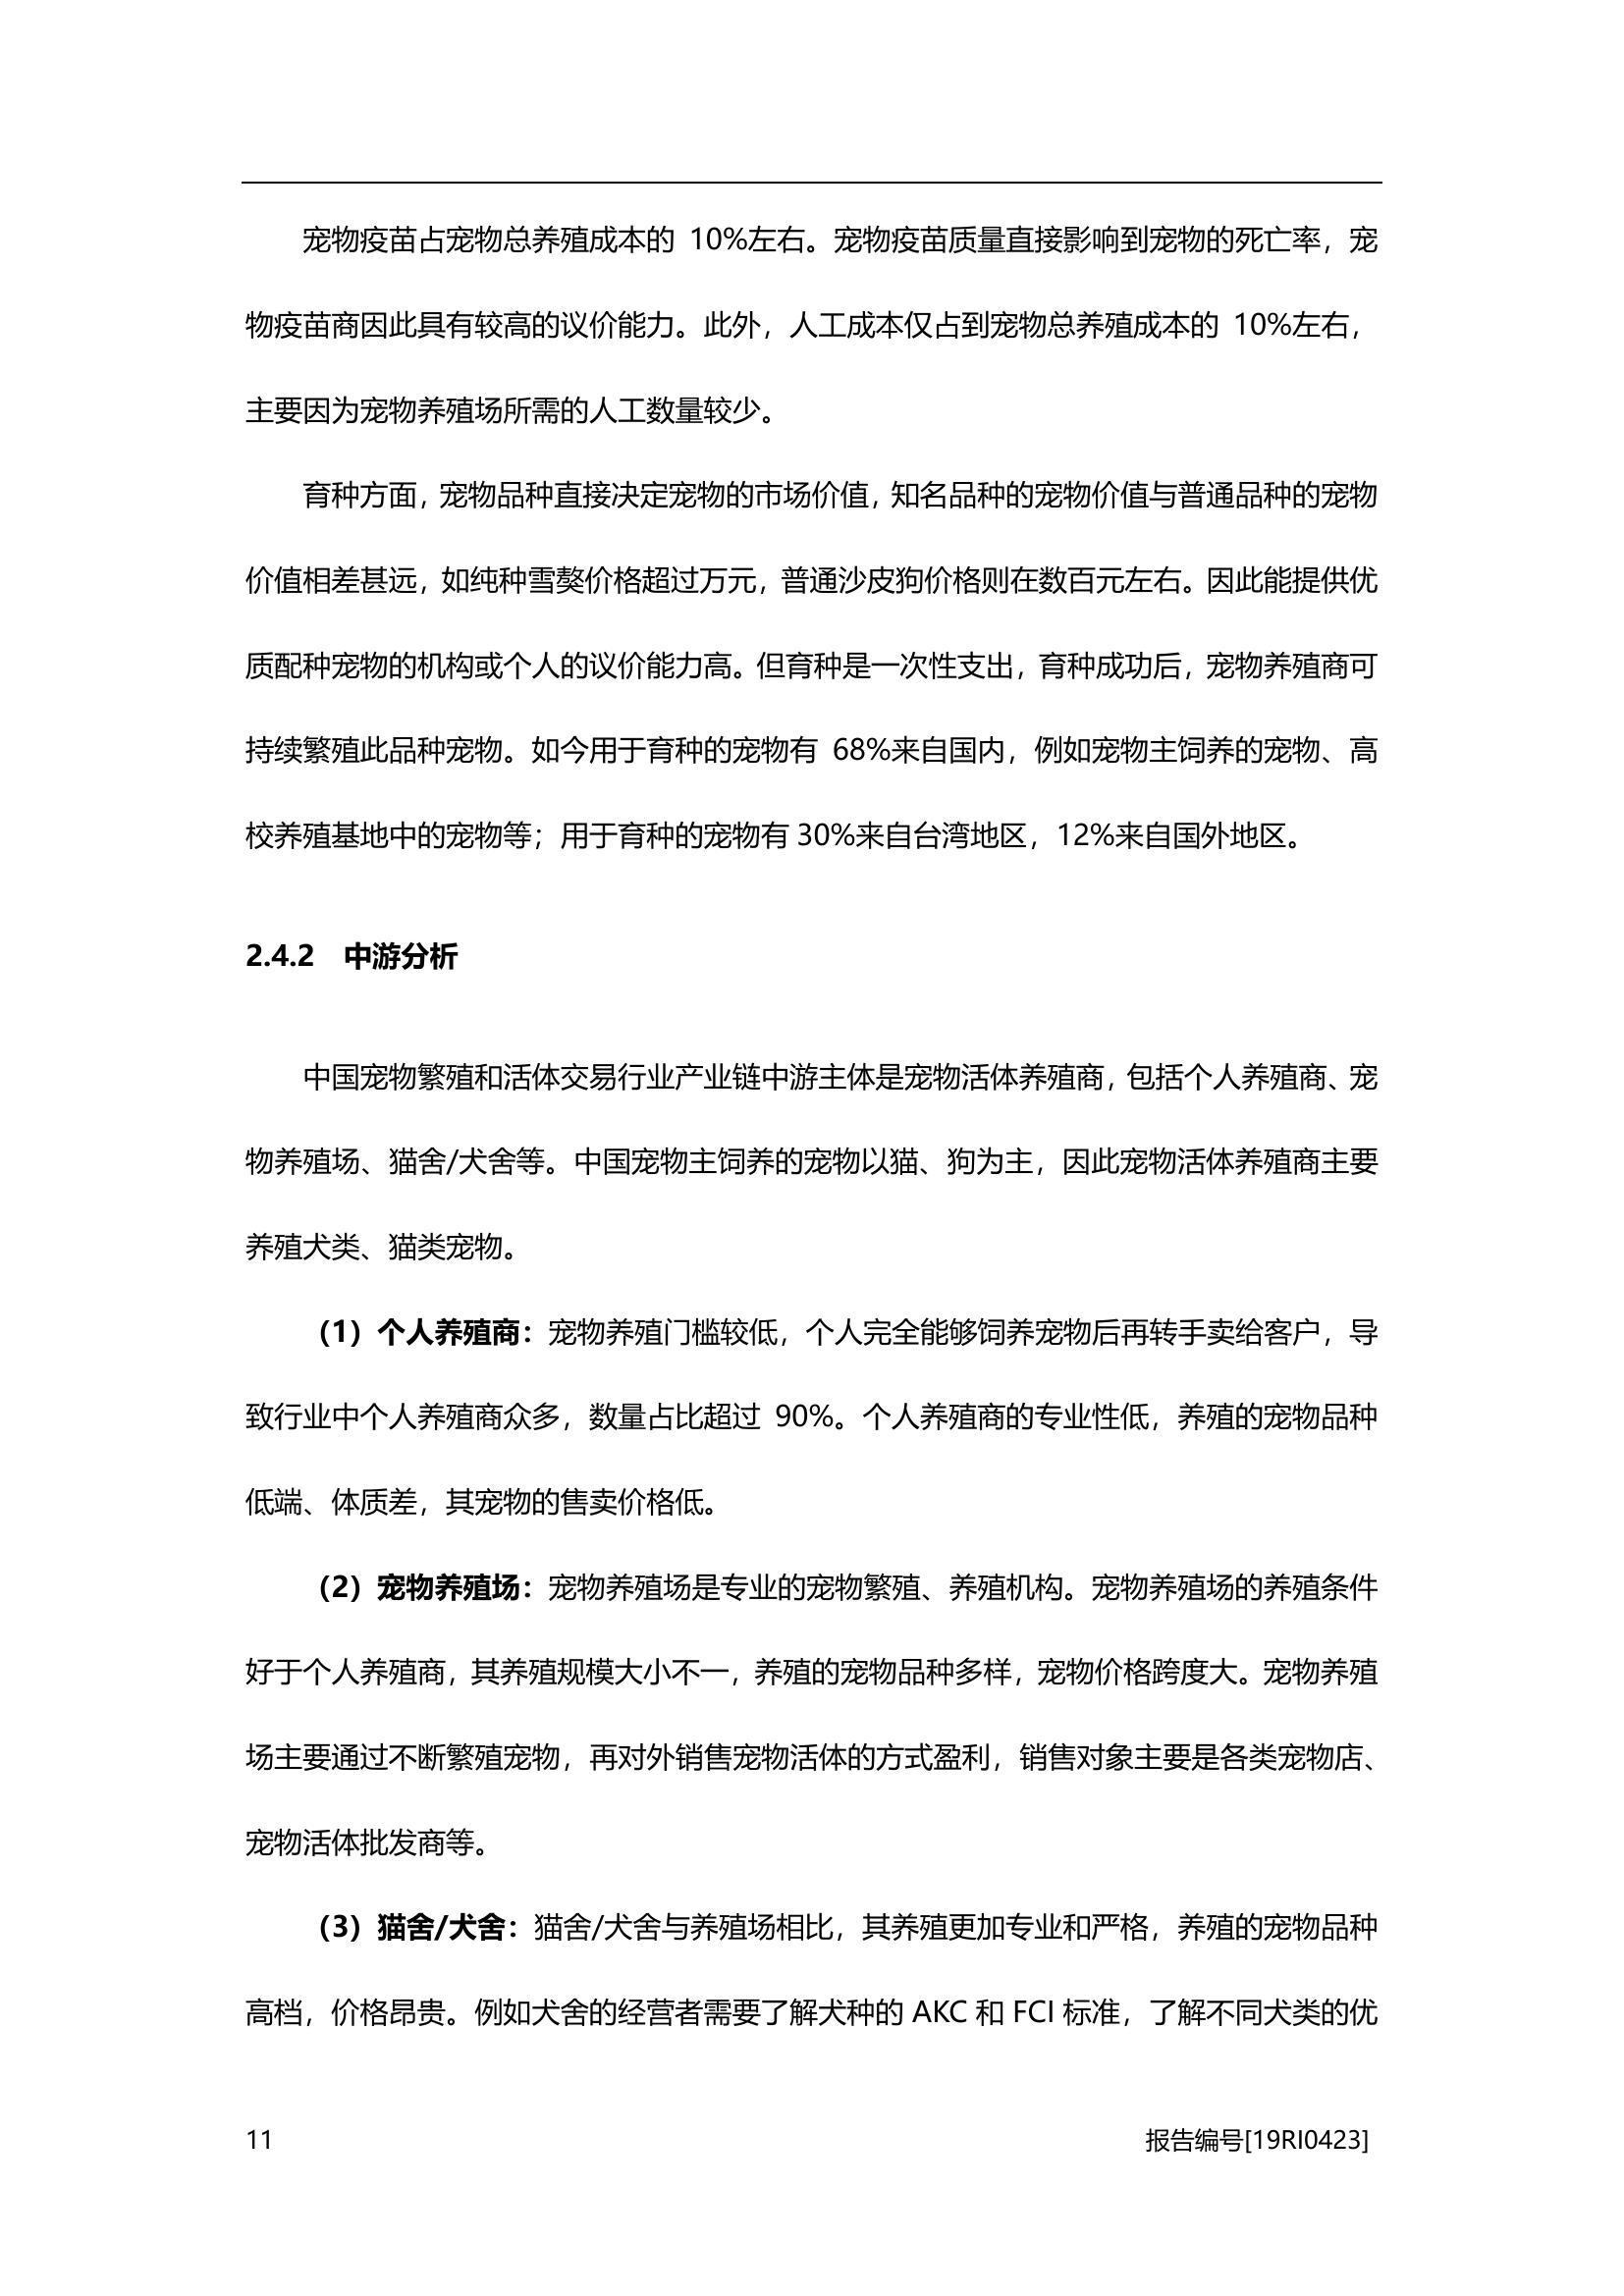 宠物疫苗占宠物总养殖成本的 10%左右。宠物疫苗质量直接影响到宠物的死亡率，宠
物疫苗商因此具有较高的议价能力。此外，人工成本仅占到宠物总养殖成本的 10%左右，
主要因为宠物养殖场所需的人工数量较少。
育种方面，宠物品种直接决定宠物的市场价值，知名品种的宠物价值与普通品种的宠物
价值相差甚远，如纯种雪獒价格超过万元，普通沙皮狗价格则在数百元左右。因此能提供优
质配种宠物的机构或个人的议价能力高。但育种是一次性支出，育种成功后，宠物养殖商可
持续繁殖此品种宠物。如今用于育种的宠物有 68%来自国内，例如宠物主饲养的宠物、高
校养殖基地中的宠物等；用于育种的宠物有 30%来自台湾地区，12%来自国外地区。
2.4.2 中游分析
中国宠物繁殖和活体交易行业产业链中游主体是宠物活体养殖商，包括个人养殖商、宠
物养殖场、猫舍/犬舍等。中国宠物主饲养的宠物以猫、狗为主，因此宠物活体养殖商主要
养殖犬类、猫类宠物。
（1）个人养殖商：宠物养殖门槛较低，个人完全能够饲养宠物后再转手卖给客户，导
致行业中个人养殖商众多，数量占比超过 90%。个人养殖商的专业性低，养殖的宠物品种
低端、体质差，其宠物的售卖价格低。
（2）宠物养殖场：宠物养殖场是专业的宠物繁殖、养殖机构。宠物养殖场的养殖条件
好于个人养殖商，其养殖规模大小不一，养殖的宠物品种多样，宠物价格跨度大。宠物养殖
场主要通过不断繁殖宠物，再对外销售宠物活体的方式盈利，销售对象主要是各类宠物店、
宠物活体批发商等。
（3）猫舍/犬舍：猫舍/犬舍与养殖场相比，其养殖更加专业和严格，养殖的宠物品种
高档，价格昂贵。例如犬舍的经营者需要了解犬种的 AKC 和 FCI 标准，了解不同犬类的优
11 报告编号[19RI0423]